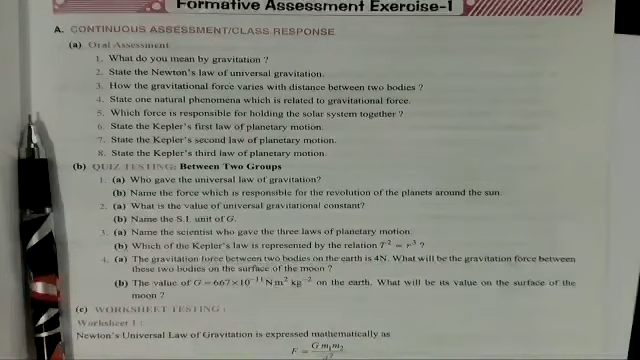 Formative Assessment Exercise-1
A. CONTINUOUS ASSESSMENT/CLASS RESPONSE
(a) Oral Assessment
1. What do you mean by gravitation ?
2. State the Newton's law of universal gravitation.
3. How the gravitational force varies with distance between two bodies ?
4. State one natural phenomena which is related to gravitational force.
5. Which force is responsible for holding the solar system together ?
6. State the Kepler's first law of planetary motion.
7. State the Kepler's second law of planetary motion.
8. State the Kepler's third law of planetary motion.
(b) QUIZ TESTING: Between Two Groups
1. (a) Who gave the universal law of gravitation?
(b) Name the force which is responsible for the revolution of the planets around the sun.
2. (a) What is the value of universal gravitational constant?
(b) Name the S.I. unit of G.
3. (a) Name the scientist who gave the three laws of planetary motion.
(b) Which of the Kepler's law is represented by the relation T² = r³ ?
4. (a) The gravitation force between two bodies on the earth is 4N. What will be the gravitation force between
these two bodies on the surface of the moon ?
(b) The value of G = 667×10⁻¹¹ N m² kg⁻² on the earth. What will be its value on the surface of the
moon ?
(c) WORKSHEET TESTING :
Worksheet 1 :
Newton's Universal Law of Gravitation is expressed mathematically as
F = G m₁m₂ / d²